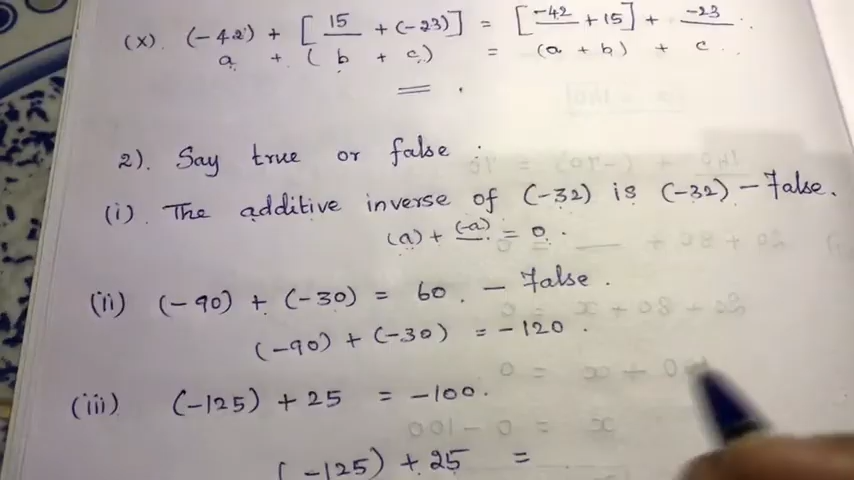 (x). (-42) + [ 15 + (-23)] = [ -42 + 15] + -23
a + ( b + c) = (a + b) + c
2). Say true or false :
(i). The additive inverse of (-32) is (-32) - False.
(a) + (-a) = 0.
(ii) (-90) + (-30) = 60. - False.
(-90) + (-30) = -120.
(iii) (-125) + 25 = -100.
(-125) + 25 =